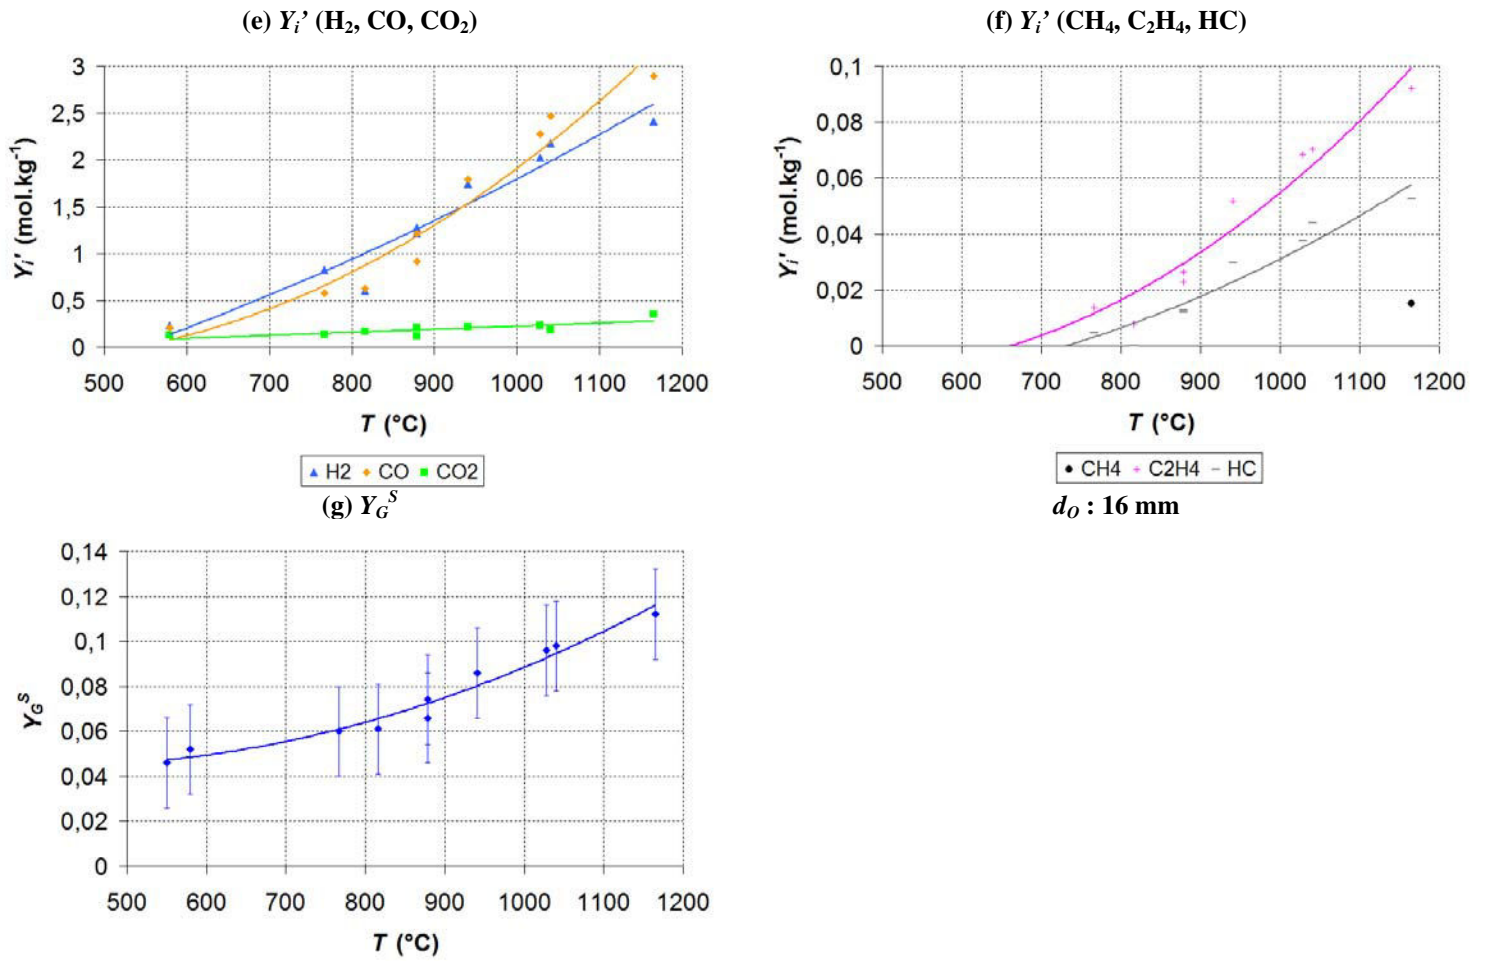 (e) Yᵢ’ (H₂, CO, CO₂)
3
2,5
2
1,5
1
0,5
0
Yᵢ’ (mol.kg⁻¹)
500 600 700 800 900 1000 1100 1200
T (°C)
H2 CO CO2
(f) Yᵢ’ (CH₄, C₂H₄, HC)
0,1
0,08
0,06
0,04
0,02
0
Yᵢ’ (mol.kg⁻¹)
500 600 700 800 900 1000 1100 1200
T (°C)
CH4 C2H4 HC
(g) Y_G^S
0,14
0,12
0,1
0,08
0,06
0,04
0,02
0
Y_G^S
500 600 700 800 900 1000 1100 1200
T (°C)
d_O : 16 mm